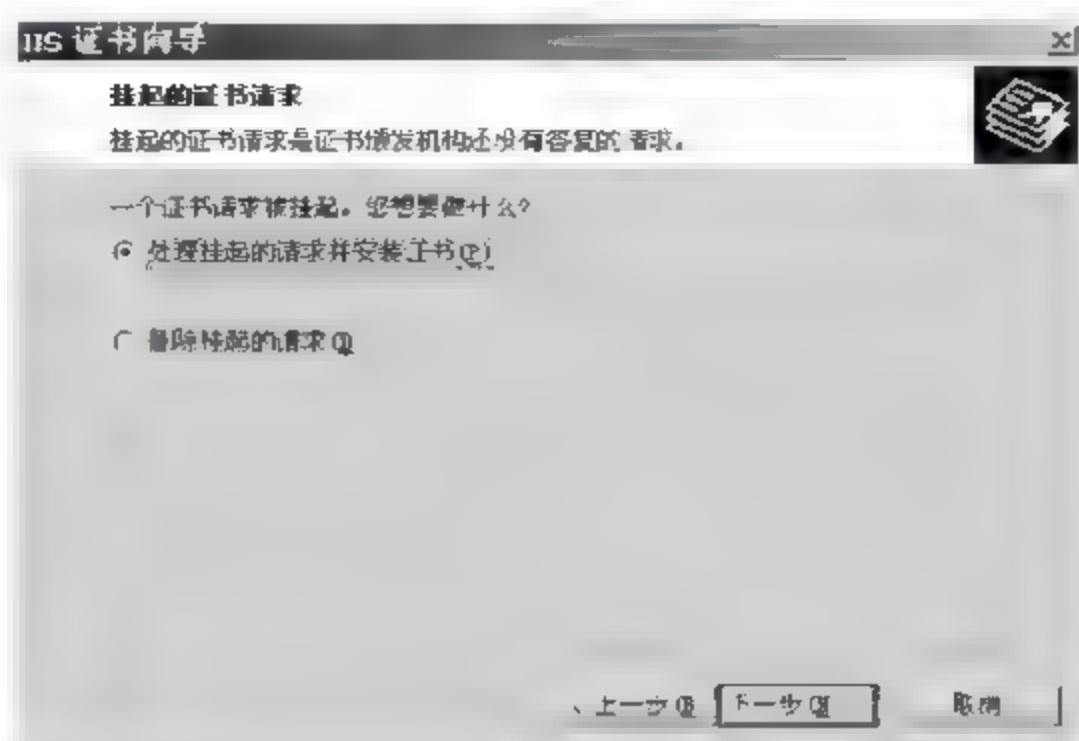 IIS 证书向导
挂起的证书请求
挂起的证书请求是证书颁发机构还没有答复的请求。
一个证书请求被挂起。您想要做什么?
处理挂起的请求并安装证书(P)
删除挂起的请求(D)
上一步(B) 下一步(N) 取消